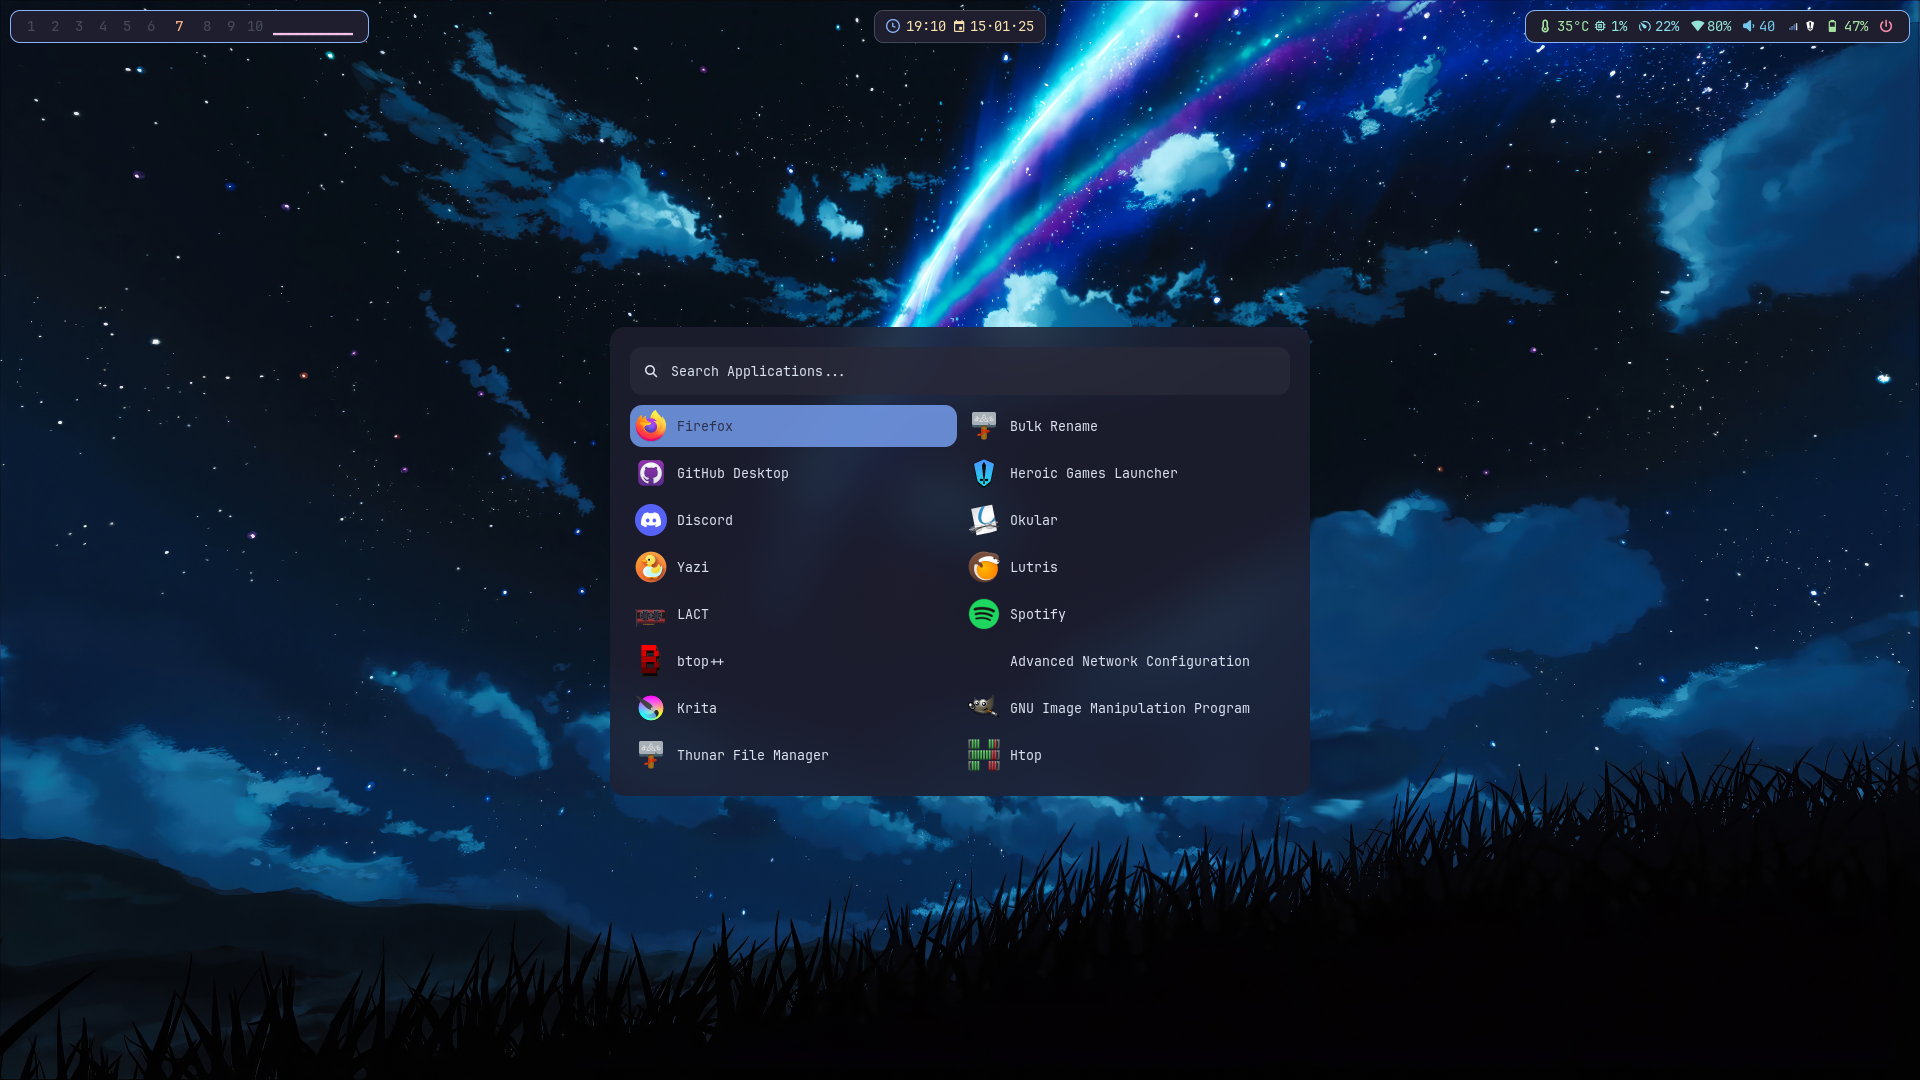 1 2 3 4 5 6 7 8 9 10
19:10 15·01·25
35°C 1% 22% 80% 40 47%
Search Applications...
Firefox
Bulk Rename
GitHub Desktop
Heroic Games Launcher
Discord
Okular
Yazi
Lutris
LACT
Spotify
btop++
Advanced Network Configuration
Krita
GNU Image Manipulation Program
Thunar File Manager
Htop